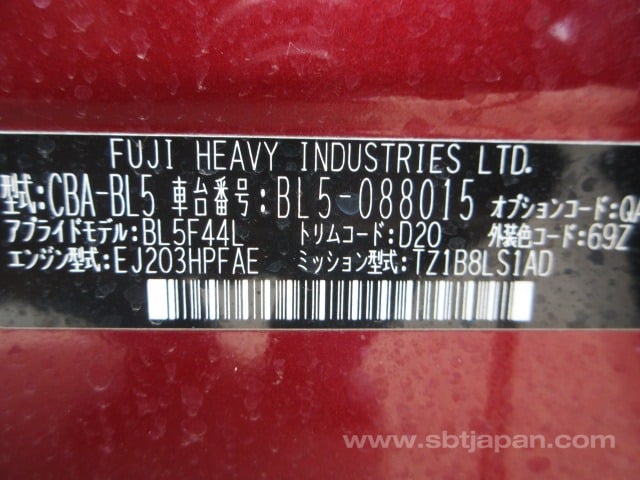 FUJI HEAVY INDUSTRIES LTD.
型式:CBA-BL5 車台番号:BL5-088015 オプションコード:QA
アプライドモデル:BL5F44L トリムコード:D20 外装色コード:69Z
エンジン型式:EJ203HPFAE ミッション型式:TZ1B8LS1AD
www.sbtjapan.com